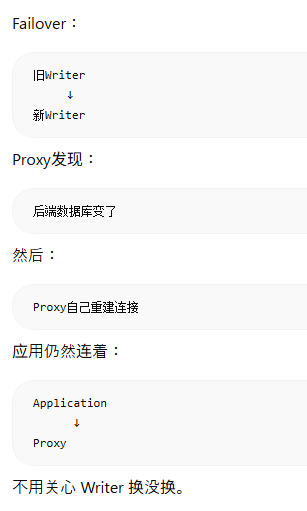 Failover：
旧Writer
↓
新Writer
Proxy发现：
后端数据库变了
然后：
Proxy自己重建连接
应用仍然连着：
Application
↓
Proxy
不用关心 Writer 换没换。